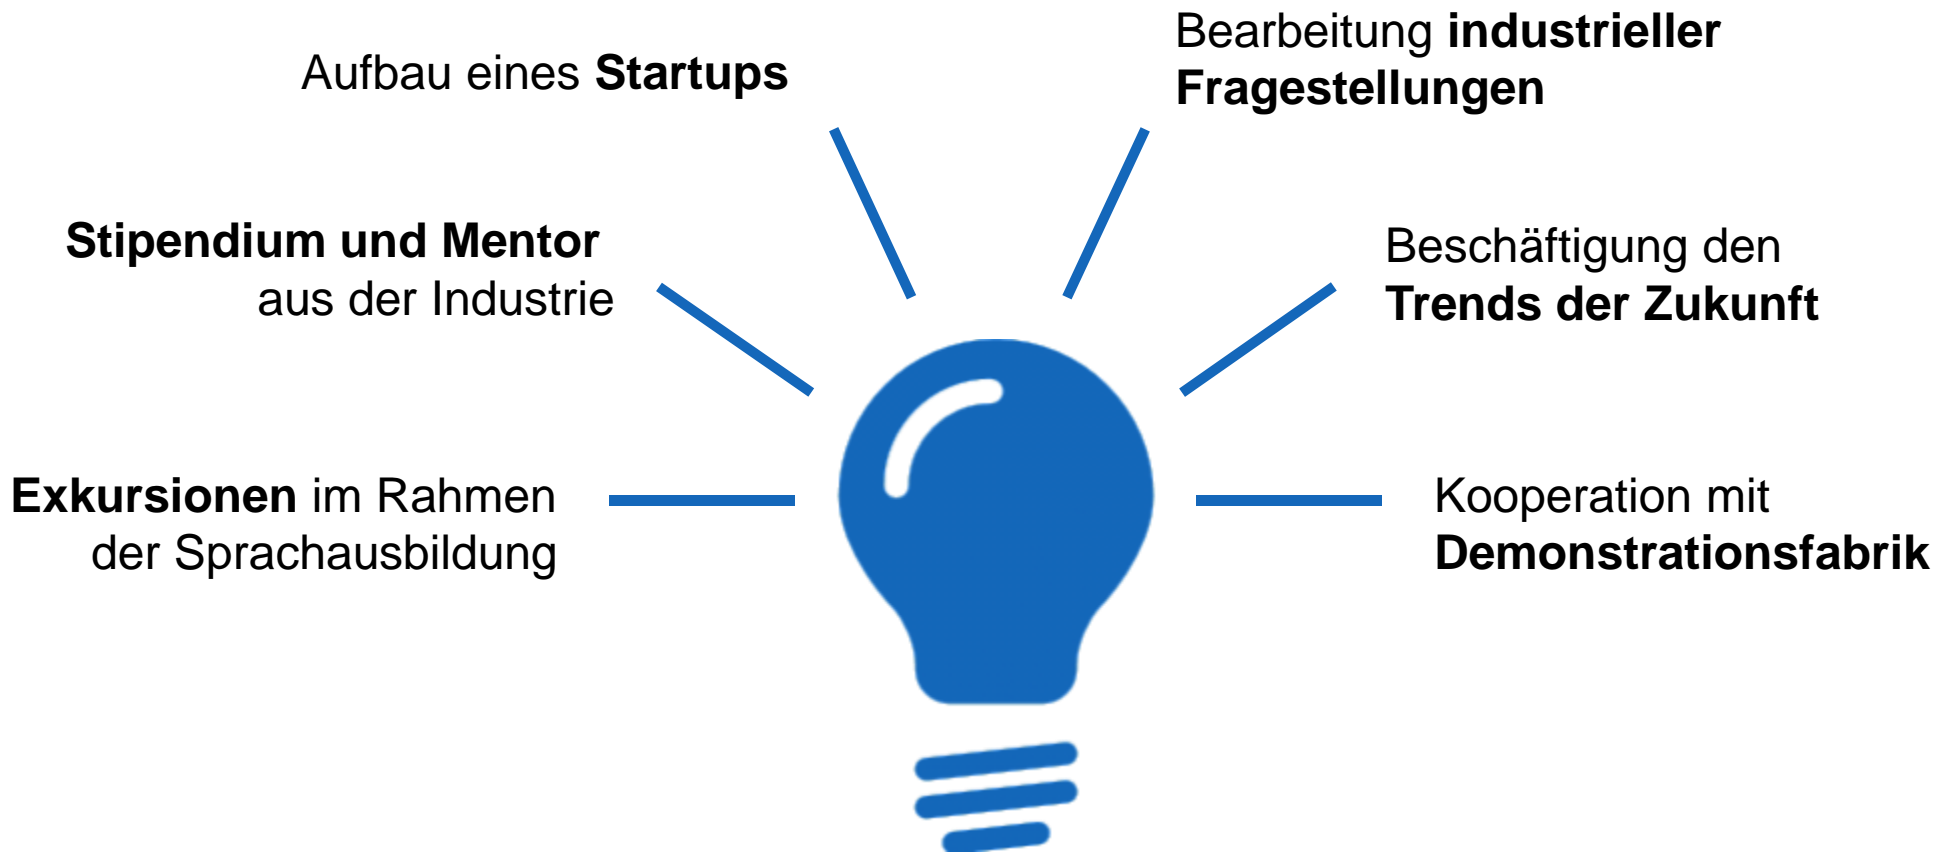 Aufbau eines Startups
Bearbeitung industrieller
Fragestellungen
Stipendium und Mentor
aus der Industrie
Beschäftigung den
Trends der Zukunft
Exkursionen im Rahmen
der Sprachausbildung
Kooperation mit
Demonstrationsfabrik